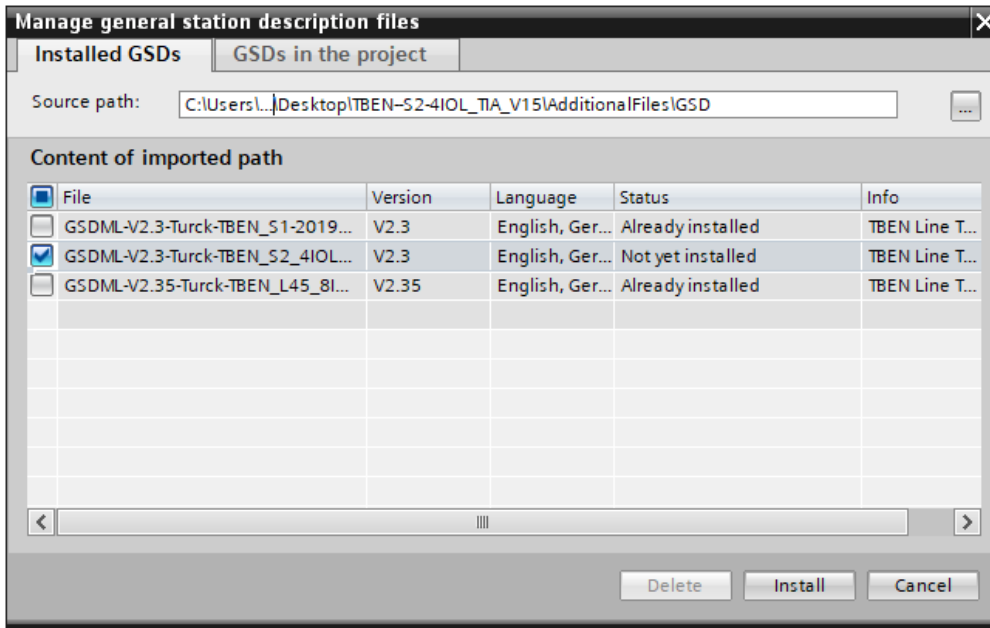 Manage general station description files
Installed GSDs GSDs in the project
Source path: C:\Users\...\Desktop\TBEN--S2-4IOL_TIA_V15\AdditionalFiles\GSD ...
Content of imported path
File Version Language Status Info
GSDML-V2.3-Turck-TBEN_S1-2019... V2.3 English, Ger... Already installed TBEN Line T...
GSDML-V2.3-Turck-TBEN_S2_4IOL... V2.3 English, Ger... Not yet installed TBEN Line T...
GSDML-V2.35-Turck-TBEN_L45_8I... V2.35 English, Ger... Already installed TBEN Line T...
Delete Install Cancel